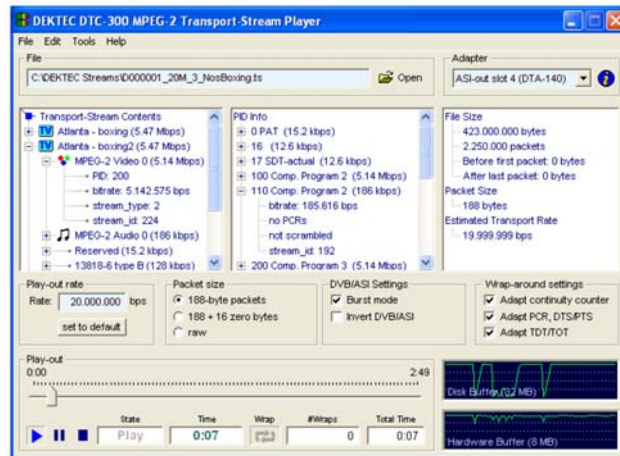 DEKTEC DTC-300 MPEG-2 Transport-Stream Player
File Edit Tools Help
File
C:\DEKTEC Streams\D000001_20M_3_NosBoxing.ts
Open
Adapter
ASI-out slot 4 (DTA-140)
Transport-Stream Contents
TV Atlanta - boxing (5.47 Mbps)
TV Atlanta - boxing2 (5.47 Mbps)
MPEG-2 Video 0 (5.14 Mbps)
PID: 200
bitrate: 5.142.575 bps
stream_type: 2
stream_id: 224
MPEG-2 Audio 0 (186 kbps)
Reserved (15.2 kbps)
13818-6 type B (128 kbps)
PID Info
0 PAT (15.2 kbps)
16 (12.6 kbps)
17 SDT-actual (12.6 kbps)
100 Comp. Program 2 (5.14 Mbps)
110 Comp. Program 2 (186 kbps)
bitrate: 185.616 bps
no PCRs
not scrambled
stream_id: 192
200 Comp. Program 3 (5.14 Mbps)
File Size
423.000.000 bytes
2.250.000 packets
Before first packet: 0 bytes
After last packet: 0 bytes
Packet Size
188 bytes
Estimated Transport Rate
19.999.999 bps
Play-out rate
Rate: 20.000.000 bps
set to default
Packet size
188-byte packets
188 + 16 zero bytes
raw
DVB/ASI Settings
Burst mode
Invert DVB/ASI
Wrap-around settings
Adapt continuity counter
Adapt PCR, DTS/PTS
Adapt TDT/TOT
Play-out
0:00 2:49
State Time Wrap #Wraps Total Time
Play 0:07 0 0:07
Disk Buffer (32 MB)
Hardware Buffer (8 MB)